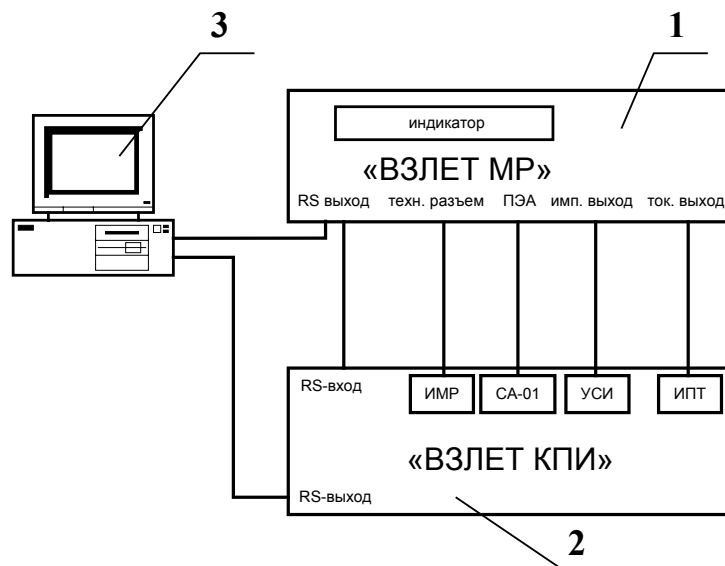 3
1
индикатор
«ВЗЛЕТ МР»
RS выход техн. разъем ПЭА имп. выход ток. выход
RS-вход
ИМР СА-01 УСИ ИПТ
«ВЗЛЕТ КПИ»
RS-выход
2